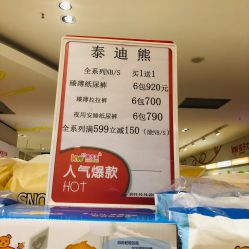 泰迪熊
全系列NB/S 买1送1
臻薄纸尿裤 6包920元
臻薄拉拉裤 6包700
夜用安睡纸尿裤 6包790
全系列满599立减150 (除NB/S)
人气爆款
HOT